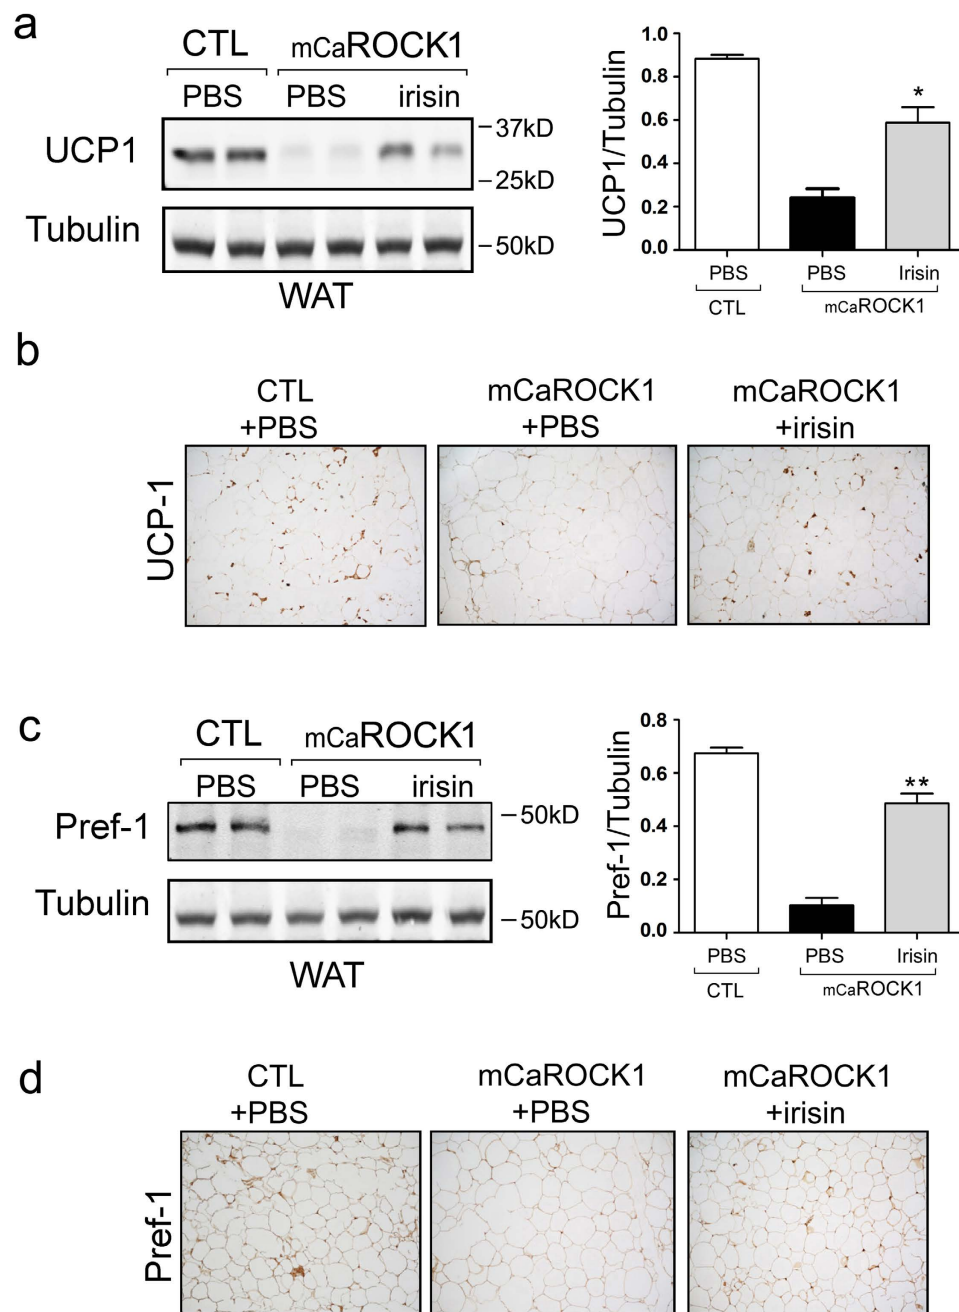 a
CTL mCaROCK1
PBS PBS irisin
UCP1
–37kD
–25kD
Tubulin
–50kD
WAT
UCP1/Tubulin
1.0
0.8
0.6
0.4
0.2
0.0
*
PBS PBS Irisin
CTL mCaROCK1
b
CTL
+PBS
mCaROCK1
+PBS
mCaROCK1
+irisin
UCP-1
c
CTL mCaROCK1
PBS PBS irisin
Pref-1
–50kD
Tubulin
–50kD
WAT
Pref-1/Tubulin
0.8
0.6
0.4
0.2
0.0
**
PBS PBS Irisin
CTL mCaROCK1
d
CTL
+PBS
mCaROCK1
+PBS
mCaROCK1
+irisin
Pref-1